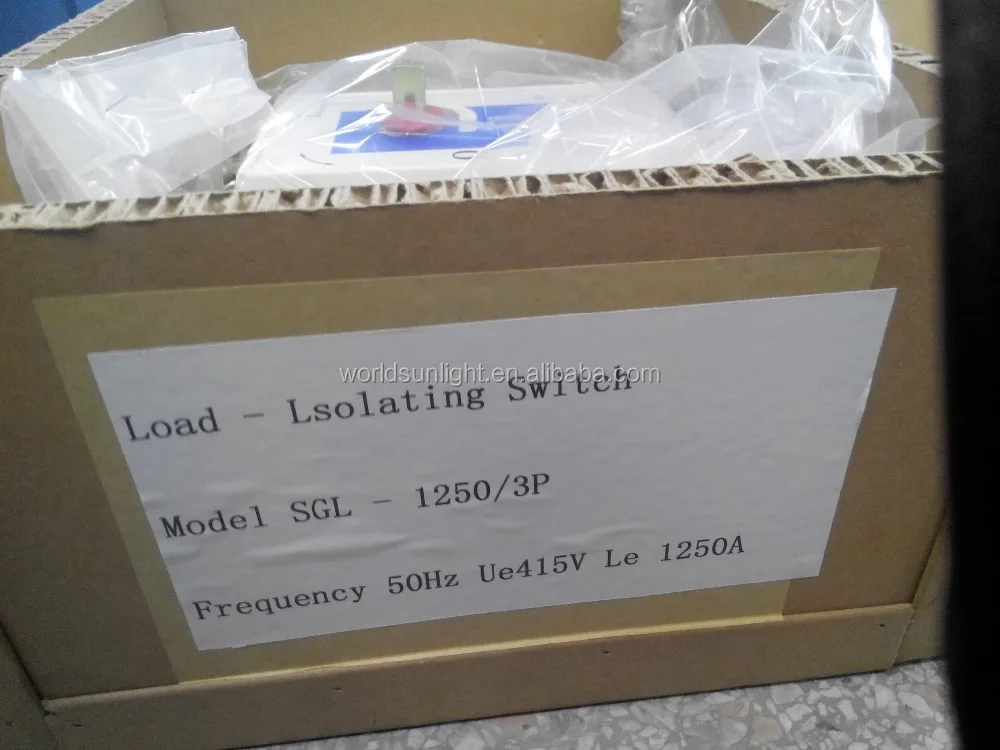 worldsunlight.en.alibaba.com
Load - Lsolating Switch
Model SGL - 1250/3P
Frequency 50Hz Ue415V Le 1250A